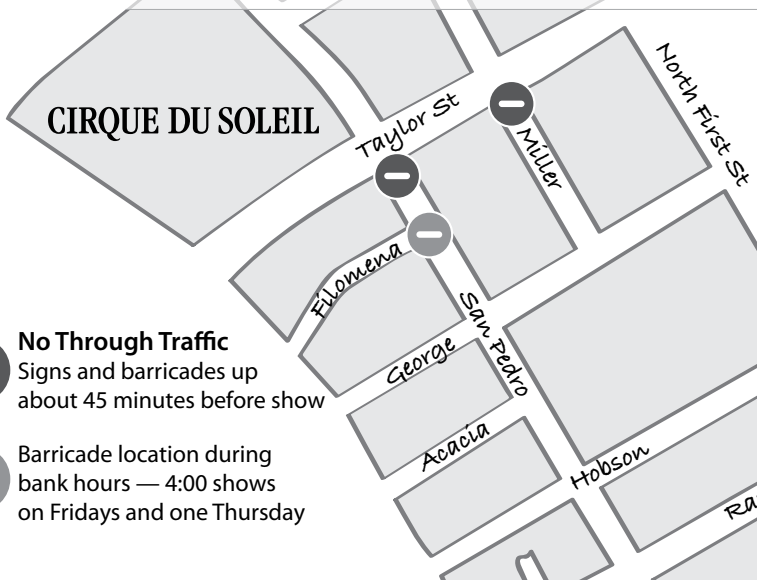 CIRQUE DU SOLEIL
Taylor St
Miller
North First St
Filomena
San Pedro
George
Acacia
Hobson
No Through Traffic
Signs and barricades up
about 45 minutes before show
Barricade location during
bank hours — 4:00 shows
on Fridays and one Thursday